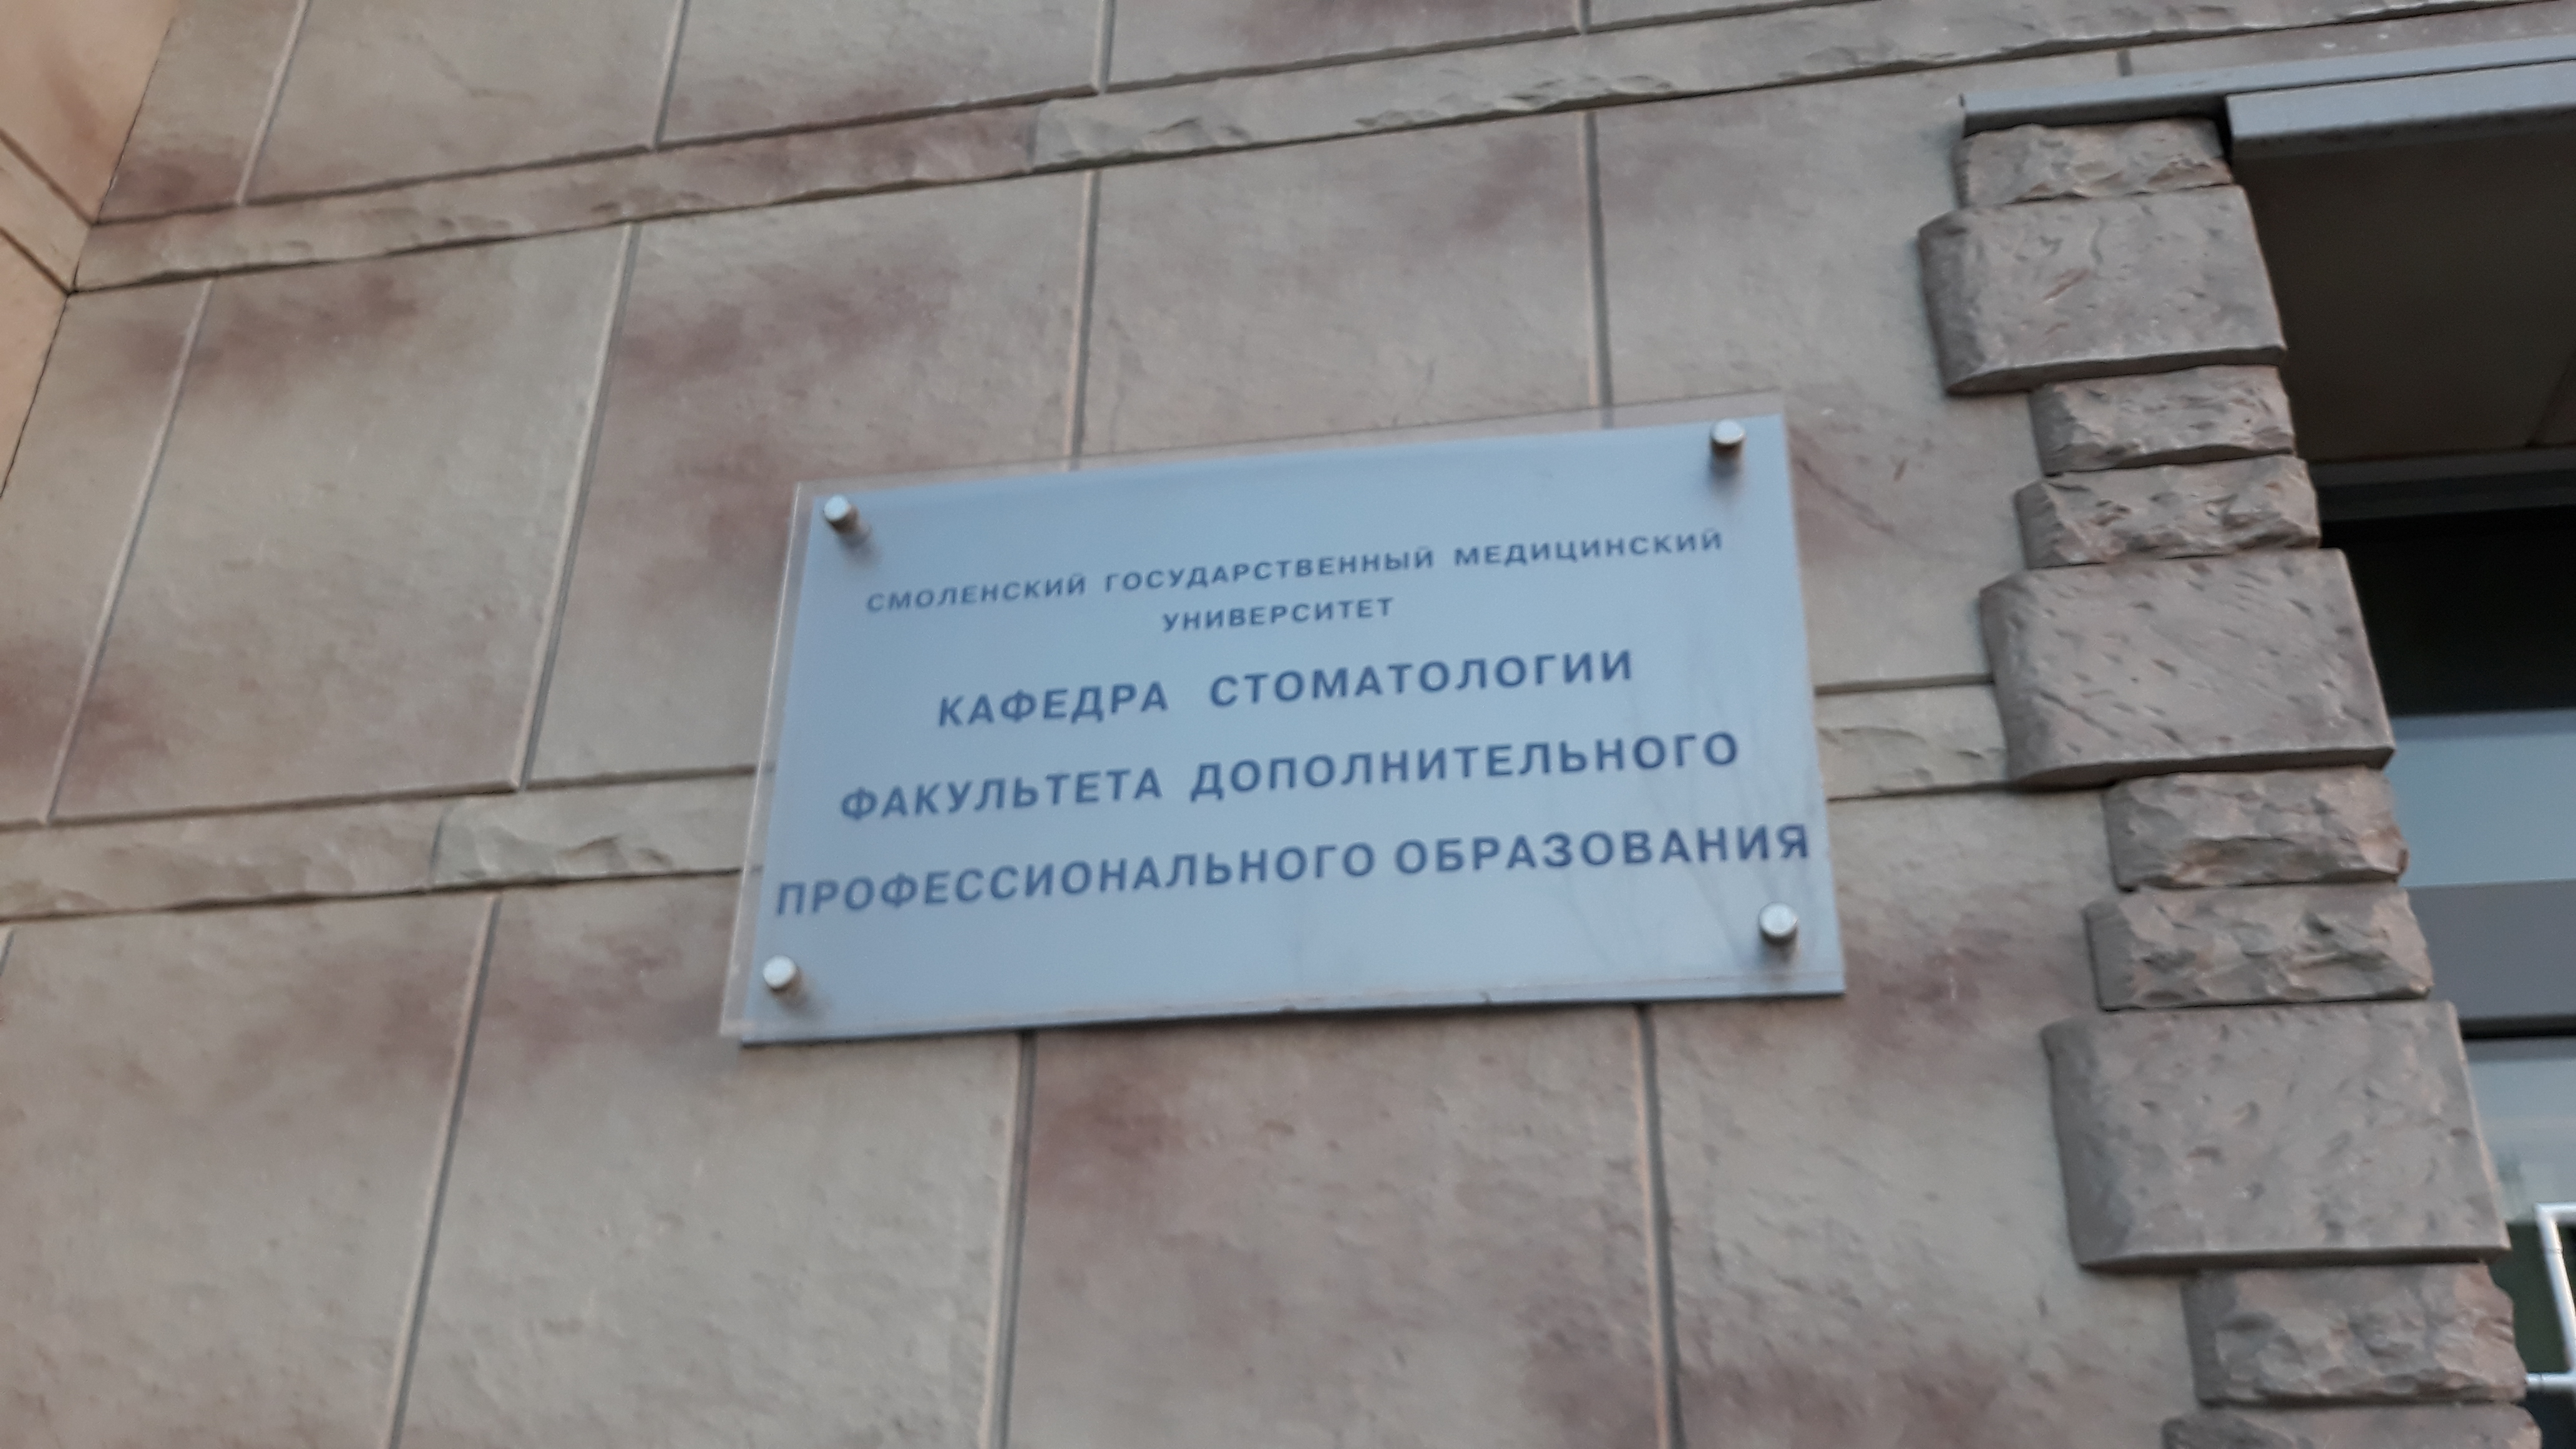 СМОЛЕНСКИЙ ГОСУДАРСТВЕННЫЙ МЕДИЦИНСКИЙ
УНИВЕРСИТЕТ
КАФЕДРА СТОМАТОЛОГИИ
ФАКУЛЬТЕТА ДОПОЛНИТЕЛЬНОГО
ПРОФЕССИОНАЛЬНОГО ОБРАЗОВАНИЯ